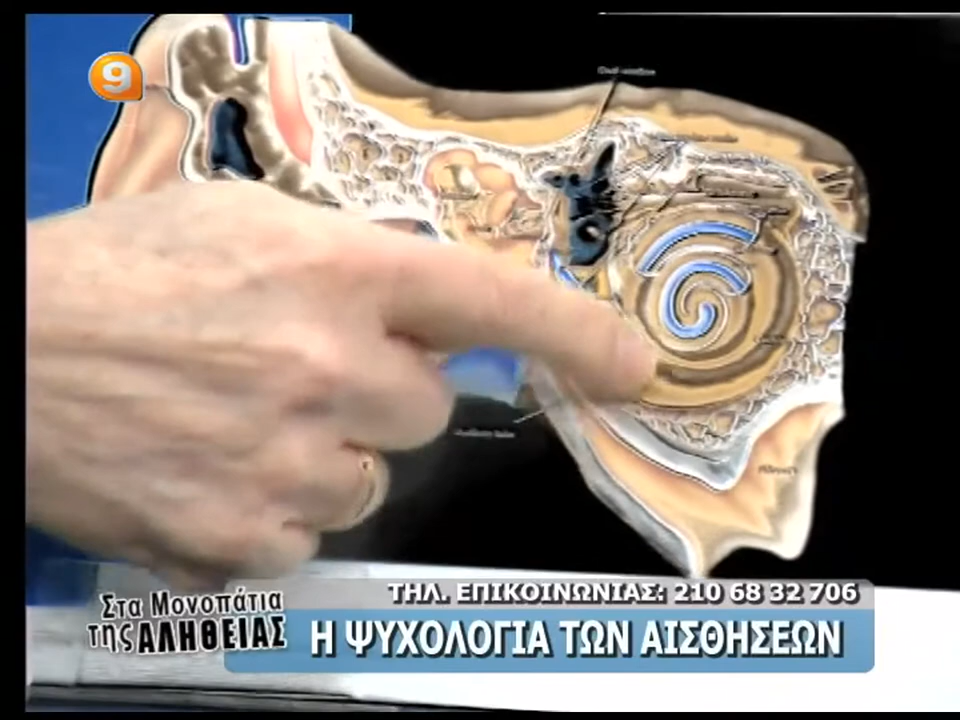 9
ΤΗΛ. ΕΠΙΚΟΙΝΩΝΙΑΣ: 210 68 32 706
Στα Μονοπάτια
της ΑΛΗΘΕΙΑΣ
Η ΨΥΧΟΛΟΓΙΑ ΤΩΝ ΑΙΣΘΗΣΕΩΝ